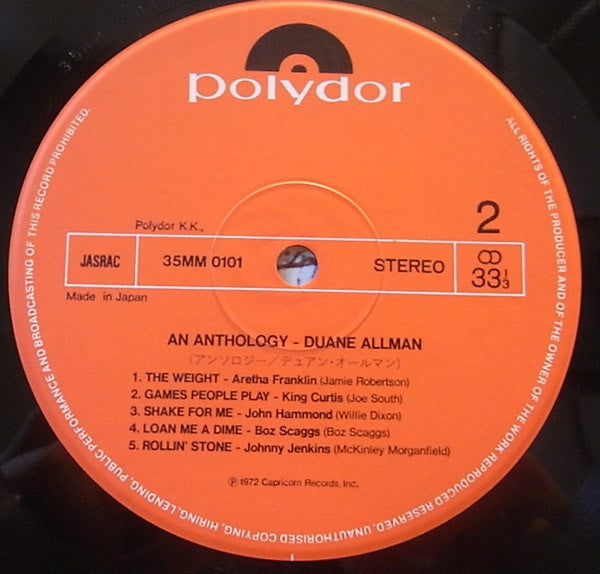 polydor
Polydor K.K.,
2
JASRAC
35MM 0101
STEREO
33 1/3
Made in Japan
AN ANTHOLOGY - DUANE ALLMAN
(アンソロジー/デュアン・オールマン)
1. THE WEIGHT - Aretha Franklin (Jamie Robertson)
2. GAMES PEOPLE PLAY - King Curtis (Joe South)
3. SHAKE FOR ME - John Hammond (Willie Dixon)
4. LOAN ME A DIME - Boz Scaggs (Boz Scaggs)
5. ROLLIN' STONE - Johnny Jenkins (McKinley Morganfield)
℗ 1972 Capricorn Records, Inc.
ALL RIGHTS OF THE PRODUCER AND OF THE OWNER OF THE WORK REPRODUCED RESERVED. UNAUTHORISED COPYING, HIRING, LENDING, PUBLIC PERFORMANCE AND BROADCASTING OF THIS RECORD PROHIBITED.